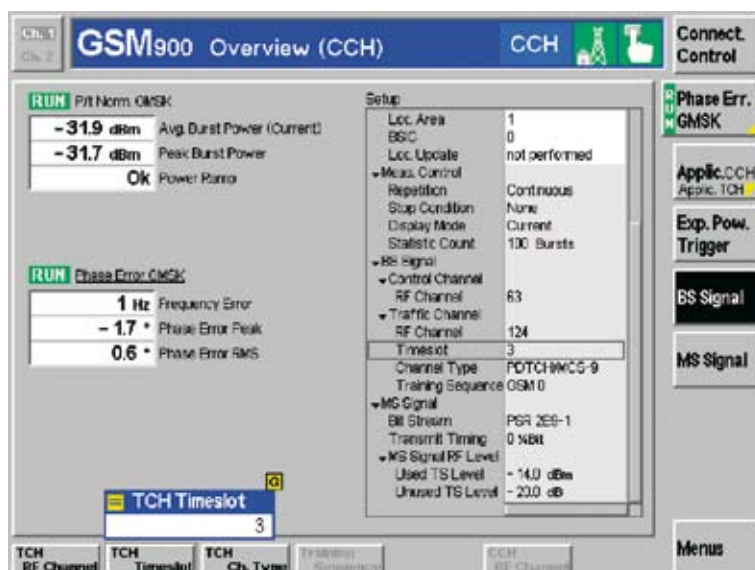 Ch. 1
Ch. 2
GSM900 Overview (CCH) CCH
Connect. Control
RUN P/t Norm. GMSK
-31.9 dBm Avg. Burst Power (Current)
-31.7 dBm Peak Burst Power
Ok Power Ramp
RUN Phase Error GMSK
1 Hz Frequency Error
-1.7 ° Phase Error Peak
0.6 ° Phase Error RMS
Setup
Loc. Area 1
BSIC 0
Loc. Update not performed
Meas. Control
Repetition Continuous
Stop Condition None
Display Mode Current
Statistic Count 100 Bursts
BS Signal
Control Channel
RF Channel 63
Traffic Channel
RF Channel 124
Timeslot 3
Channel Type PDTCH/MCS-9
Training Sequence GSM 0
MS Signal
Bit Stream PSR 2E9-1
Transmit Timing 0 ¼Bit
MS Signal RF Level
Used TS Level - 14.0 dBm
Unused TS Level - 20.0 dB
G
TCH Timeslot
3
RUN
Phase Err. GMSK
Applic.CCH
Applic. TCH
Exp. Pow. Trigger
BS Signal
MS Signal
Menus
TCH RF Channel
TCH Timeslot
TCH Ch. Type
Training Sequence
CCH RF Channel